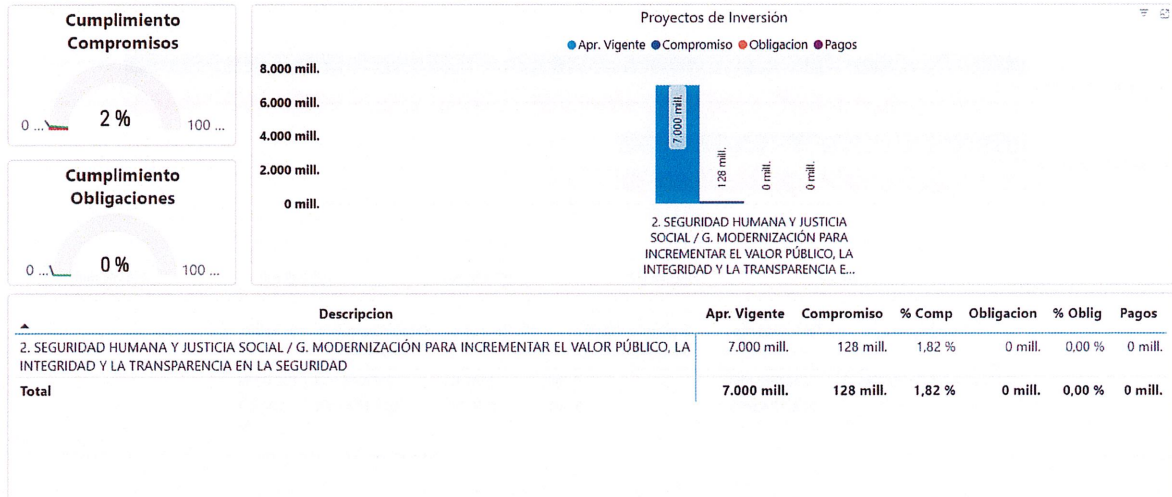 Cumplimiento
Compromisos
0 ...
2 %
100 ...
Cumplimiento
Obligaciones
0 ...
0 %
100 ...
Proyectos de Inversión
Apr. Vigente Compromiso Obligacion Pagos
8.000 mill.
6.000 mill.
4.000 mill.
2.000 mill.
0 mill.
7.000 mill.
128 mill.
0 mill.
0 mill.
2. SEGURIDAD HUMANA Y JUSTICIA
SOCIAL / G. MODERNIZACIÓN PARA
INCREMENTAR EL VALOR PÚBLICO, LA
INTEGRIDAD Y LA TRANSPARENCIA E...
Descripcion Apr. Vigente Compromiso % Comp Obligacion % Oblig Pagos
2. SEGURIDAD HUMANA Y JUSTICIA SOCIAL / G. MODERNIZACIÓN PARA INCREMENTAR EL VALOR PÚBLICO, LA 7.000 mill. 128 mill. 1,82 % 0 mill. 0,00 % 0 mill.
INTEGRIDAD Y LA TRANSPARENCIA EN LA SEGURIDAD
Total 7.000 mill. 128 mill. 1,82 % 0 mill. 0,00 % 0 mill.